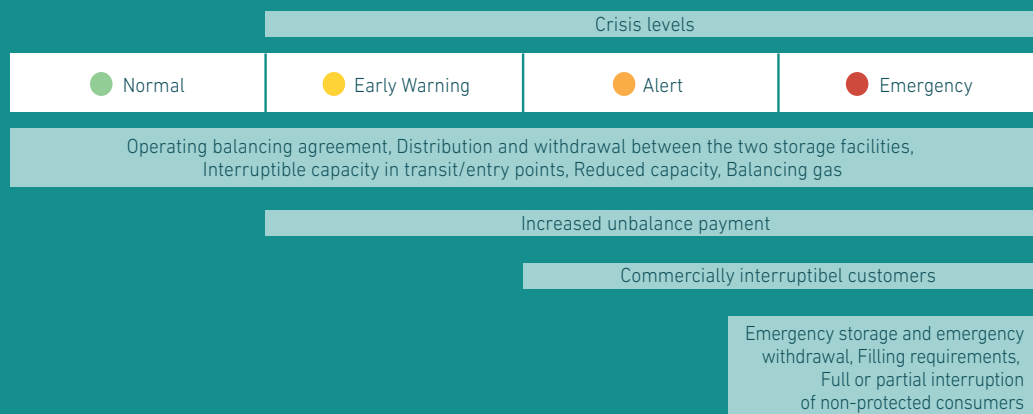 Crisis levels
Normal
Early Warning
Alert
Emergency
Operating balancing agreement, Distribution and withdrawal between the two storage facilities,
Interruptible capacity in transit/entry points, Reduced capacity, Balancing gas
Increased unbalance payment
Commercially interruptibel customers
Emergency storage and emergency
withdrawal, Filling requirements,
Full or partial interruption
of non-protected consumers